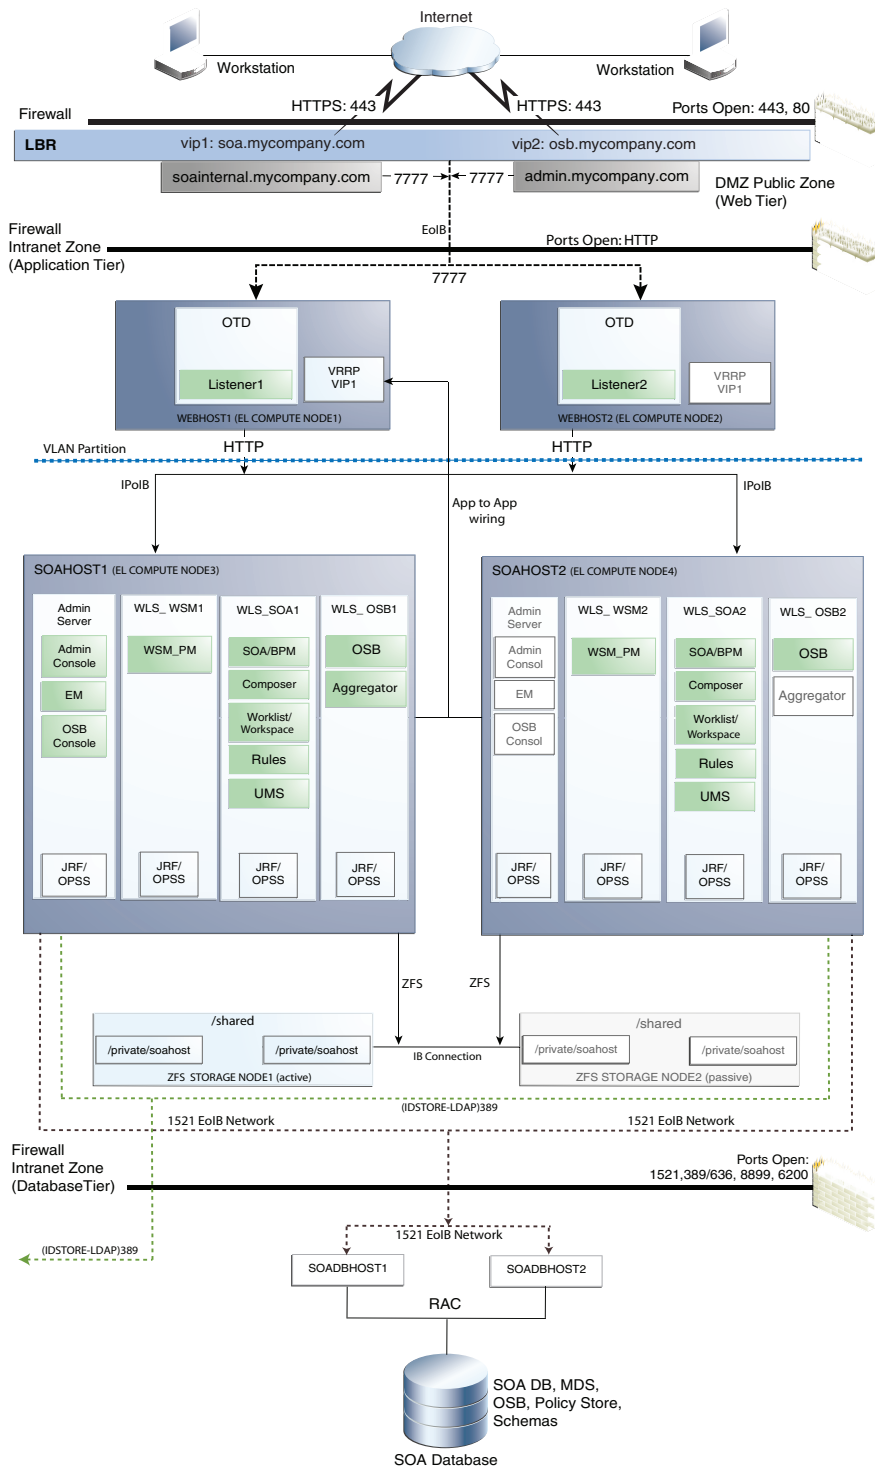 Internet
Workstation
Workstation
HTTPS: 443
HTTPS: 443
Ports Open: 443, 80
Firewall
LBR
vip1: soa.mycompany.com
vip2: osb.mycompany.com
soainternal.mycompany.com
7777
7777
admin.mycompany.com
DMZ Public Zone
(Web Tier)
Firewall
Intranet Zone
(Application Tier)
EoIB
Ports Open: HTTP
7777
OTD
Listener1
VRRP
VIP1
WEBHOST1 (EL COMPUTE NODE1)
OTD
Listener2
VRRP
VIP1
WEBHOST2 (EL COMPUTE NODE2)
HTTP
HTTP
VLAN Partition
IPoIB
IPoIB
App to App
wiring
SOAHOST1 (EL COMPUTE NODE3)
Admin
Server
Admin
Console
EM
OSB
Console
JRF/
OPSS
WLS_ WSM1
WSM_PM
JRF/
OPSS
WLS_SOA1
SOA/BPM
Composer
Worklist/
Workspace
Rules
UMS
JRF/
OPSS
WLS_ OSB1
OSB
Aggregator
JRF/
OPSS
SOAHOST2 (EL COMPUTE NODE4)
Admin
Server
Admin
Consol
EM
OSB
Consol
JRF/
OPSS
WLS_ WSM2
WSM_PM
JRF/
OPSS
WLS_SOA2
SOA/BPM
Composer
Worklist/
Workspace
Rules
UMS
JRF/
OPSS
WLS_ OSB2
OSB
Aggregator
JRF/
OPSS
ZFS
ZFS
/shared
/private/soahost
/private/soahost
ZFS STORAGE NODE1 (active)
IB Connection
/shared
/private/soahost
/private/soahost
ZFS STORAGE NODE2 (passive)
(IDSTORE-LDAP)389
1521 EoIB Network
1521 EoIB Network
Firewall
Intranet Zone
(DatabaseTier)
Ports Open:
1521,389/636, 8899, 6200
1521 EoIB Network
(IDSTORE-LDAP)389
SOADBHOST1
SOADBHOST2
RAC
SOA DB, MDS,
OSB, Policy Store,
Schemas
SOA Database